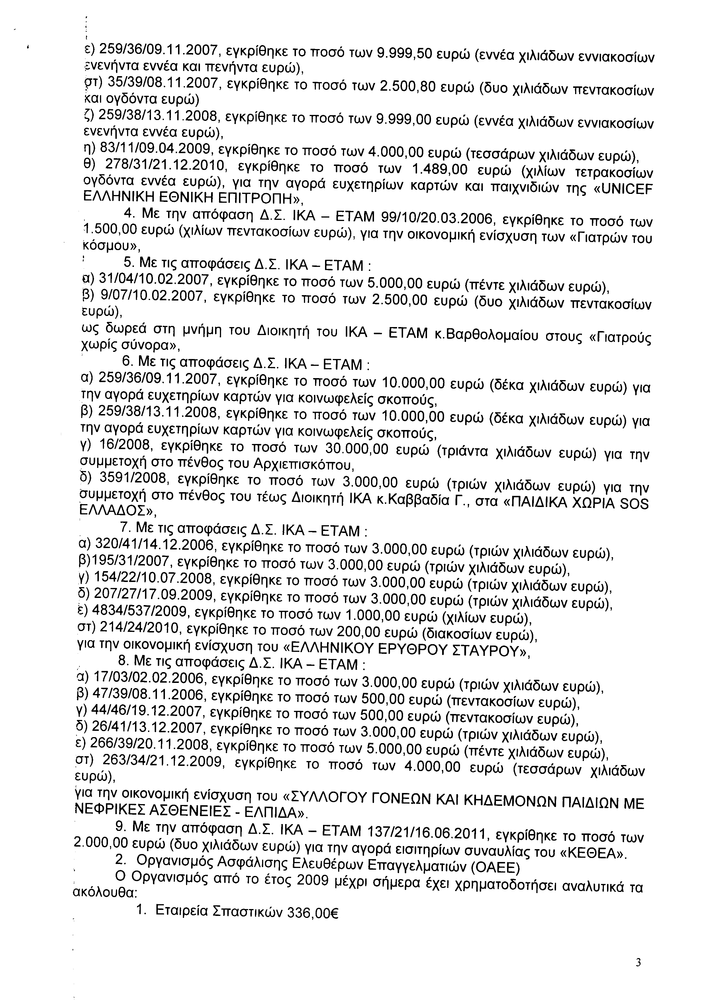 ε) 259/36/09.11.2007, εγκρίθηκε το ποσό των 9.999,50 ευρώ (εννέα χιλιάδων εννιακοσίων
ενενήντα εννέα και πενήντα ευρώ),
στ) 35/39/08.11.2007, εγκρίθηκε το ποσό των 2.500,80 ευρώ (δυο χιλιάδων πεντακοσίων
και ογδόντα ευρώ)
ζ) 259/38/13.11.2008, εγκρίθηκε το ποσό των 9.999,00 ευρώ (εννέα χιλιάδων εννιακοσίων
ενενήντα εννέα ευρώ),
η) 83/11/09.04.2009, εγκρίθηκε το ποσό των 4.000,00 ευρώ (τεσσάρων χιλιάδων ευρώ),
θ) 278/31/21.12.2010, εγκρίθηκε το ποσό των 1.489,00 ευρώ (χιλίων τετρακοσίων
ογδόντα εννέα ευρώ), για την αγορά ευχετηρίων καρτών και παιχνιδιών της «UNICEF
ΕΛΛΗΝΙΚΗ ΕΘΝΙΚΗ ΕΠΙΤΡΟΠΗ»,
4. Με την απόφαση Δ.Σ. ΙΚΑ – ΕΤΑΜ 99/10/20.03.2006, εγκρίθηκε το ποσό των
1.500,00 ευρώ (χιλίων πεντακοσίων ευρώ), για την οικονομική ενίσχυση των «Γιατρών του
κόσμου»,
5. Με τις αποφάσεις Δ.Σ. ΙΚΑ – ΕΤΑΜ :
α) 31/04/10.02.2007, εγκρίθηκε το ποσό των 5.000,00 ευρώ (πέντε χιλιάδων ευρώ),
β) 9/07/10.02.2007, εγκρίθηκε το ποσό των 2.500,00 ευρώ (δυο χιλιάδων πεντακοσίων
ευρώ),
ως δωρεά στη μνήμη του Διοικητή του ΙΚΑ – ΕΤΑΜ κ.Βαρθολομαίου στους «Γιατρούς
χωρίς σύνορα»,
6. Με τις αποφάσεις Δ.Σ. ΙΚΑ – ΕΤΑΜ :
α) 259/36/09.11.2007, εγκρίθηκε το ποσό των 10.000,00 ευρώ (δέκα χιλιάδων ευρώ) για
την αγορά ευχετηρίων καρτών για κοινωφελείς σκοπούς,
β) 259/38/13.11.2008, εγκρίθηκε το ποσό των 10.000,00 ευρώ (δέκα χιλιάδων ευρώ) για
την αγορά ευχετηρίων καρτών για κοινωφελείς σκοπούς,
γ) 16/2008, εγκρίθηκε το ποσό των 30.000,00 ευρώ (τριάντα χιλιάδων ευρώ) για την
συμμετοχή στο πένθος του Αρχιεπισκόπου,
δ) 3591/2008, εγκρίθηκε το ποσό των 3.000,00 ευρώ (τριών χιλιάδων ευρώ) για την
συμμετοχή στο πένθος του τέως Διοικητή ΙΚΑ κ.Καββαδία Γ., στα «ΠΑΙΔΙΚΑ ΧΩΡΙΑ SOS
ΕΛΛΑΔΟΣ»,
7. Με τις αποφάσεις Δ.Σ. ΙΚΑ – ΕΤΑΜ :
α) 320/41/14.12.2006, εγκρίθηκε το ποσό των 3.000,00 ευρώ (τριών χιλιάδων ευρώ),
β)195/31/2007, εγκρίθηκε το ποσό των 3.000,00 ευρώ (τριών χιλιάδων ευρώ),
γ) 154/22/10.07.2008, εγκρίθηκε το ποσό των 3.000,00 ευρώ (τριών χιλιάδων ευρώ),
δ) 207/27/17.09.2009, εγκρίθηκε το ποσό των 3.000,00 ευρώ (τριών χιλιάδων ευρώ),
ε) 4834/537/2009, εγκρίθηκε το ποσό των 1.000,00 ευρώ (χιλίων ευρώ),
στ) 214/24/2010, εγκρίθηκε το ποσό των 200,00 ευρώ (διακοσίων ευρώ),
για την οικονομική ενίσχυση του «ΕΛΛΗΝΙΚΟΥ ΕΡΥΘΡΟΥ ΣΤΑΥΡΟΥ»,
8. Με τις αποφάσεις Δ.Σ. ΙΚΑ – ΕΤΑΜ :
α) 17/03/02.02.2006, εγκρίθηκε το ποσό των 3.000,00 ευρώ (τριών χιλιάδων ευρώ),
β) 47/39/08.11.2006, εγκρίθηκε το ποσό των 500,00 ευρώ (πεντακοσίων ευρώ),
γ) 44/46/19.12.2007, εγκρίθηκε το ποσό των 500,00 ευρώ (πεντακοσίων ευρώ),
δ) 26/41/13.12.2007, εγκρίθηκε το ποσό των 3.000,00 ευρώ (τριών χιλιάδων ευρώ),
ε) 266/39/20.11.2008, εγκρίθηκε το ποσό των 5.000,00 ευρώ (πέντε χιλιάδων ευρώ),
στ) 263/34/21.12.2009, εγκρίθηκε το ποσό των 4.000,00 ευρώ (τεσσάρων χιλιάδων
ευρώ),
για την οικονομική ενίσχυση του «ΣΥΛΛΟΓΟΥ ΓΟΝΕΩΝ ΚΑΙ ΚΗΔΕΜΟΝΩΝ ΠΑΙΔΙΩΝ ΜΕ
ΝΕΦΡΙΚΕΣ ΑΣΘΕΝΕΙΕΣ - ΕΛΠΙΔΑ».
9. Με την απόφαση Δ.Σ. ΙΚΑ – ΕΤΑΜ 137/21/16.06.2011, εγκρίθηκε το ποσό των
2.000,00 ευρώ (δυο χιλιάδων ευρώ) για την αγορά εισιτηρίων συναυλίας του «ΚΕΘΕΑ».
2. Οργανισμός Ασφάλισης Ελευθέρων Επαγγελματιών (ΟΑΕΕ)
Ο Οργανισμός από το έτος 2009 μέχρι σήμερα έχει χρηματοδοτήσει αναλυτικά τα
ακόλουθα:
1. Εταιρεία Σπαστικών 336,00€
3